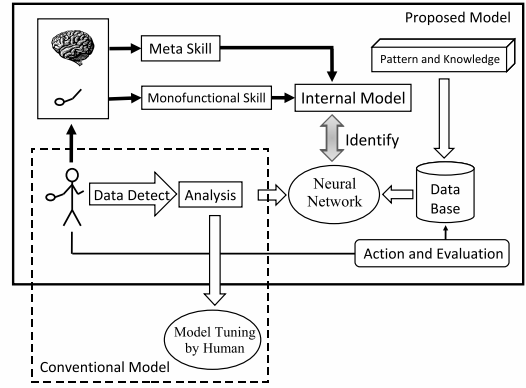 Proposed Model
Meta Skill
Pattern and Knowledge
Monofunctional Skill
Internal Model
Identify
Data Detect
Analysis
Neural
Network
Data
Base
Action and Evaluation
Model Tuning
by Human
Conventional Model